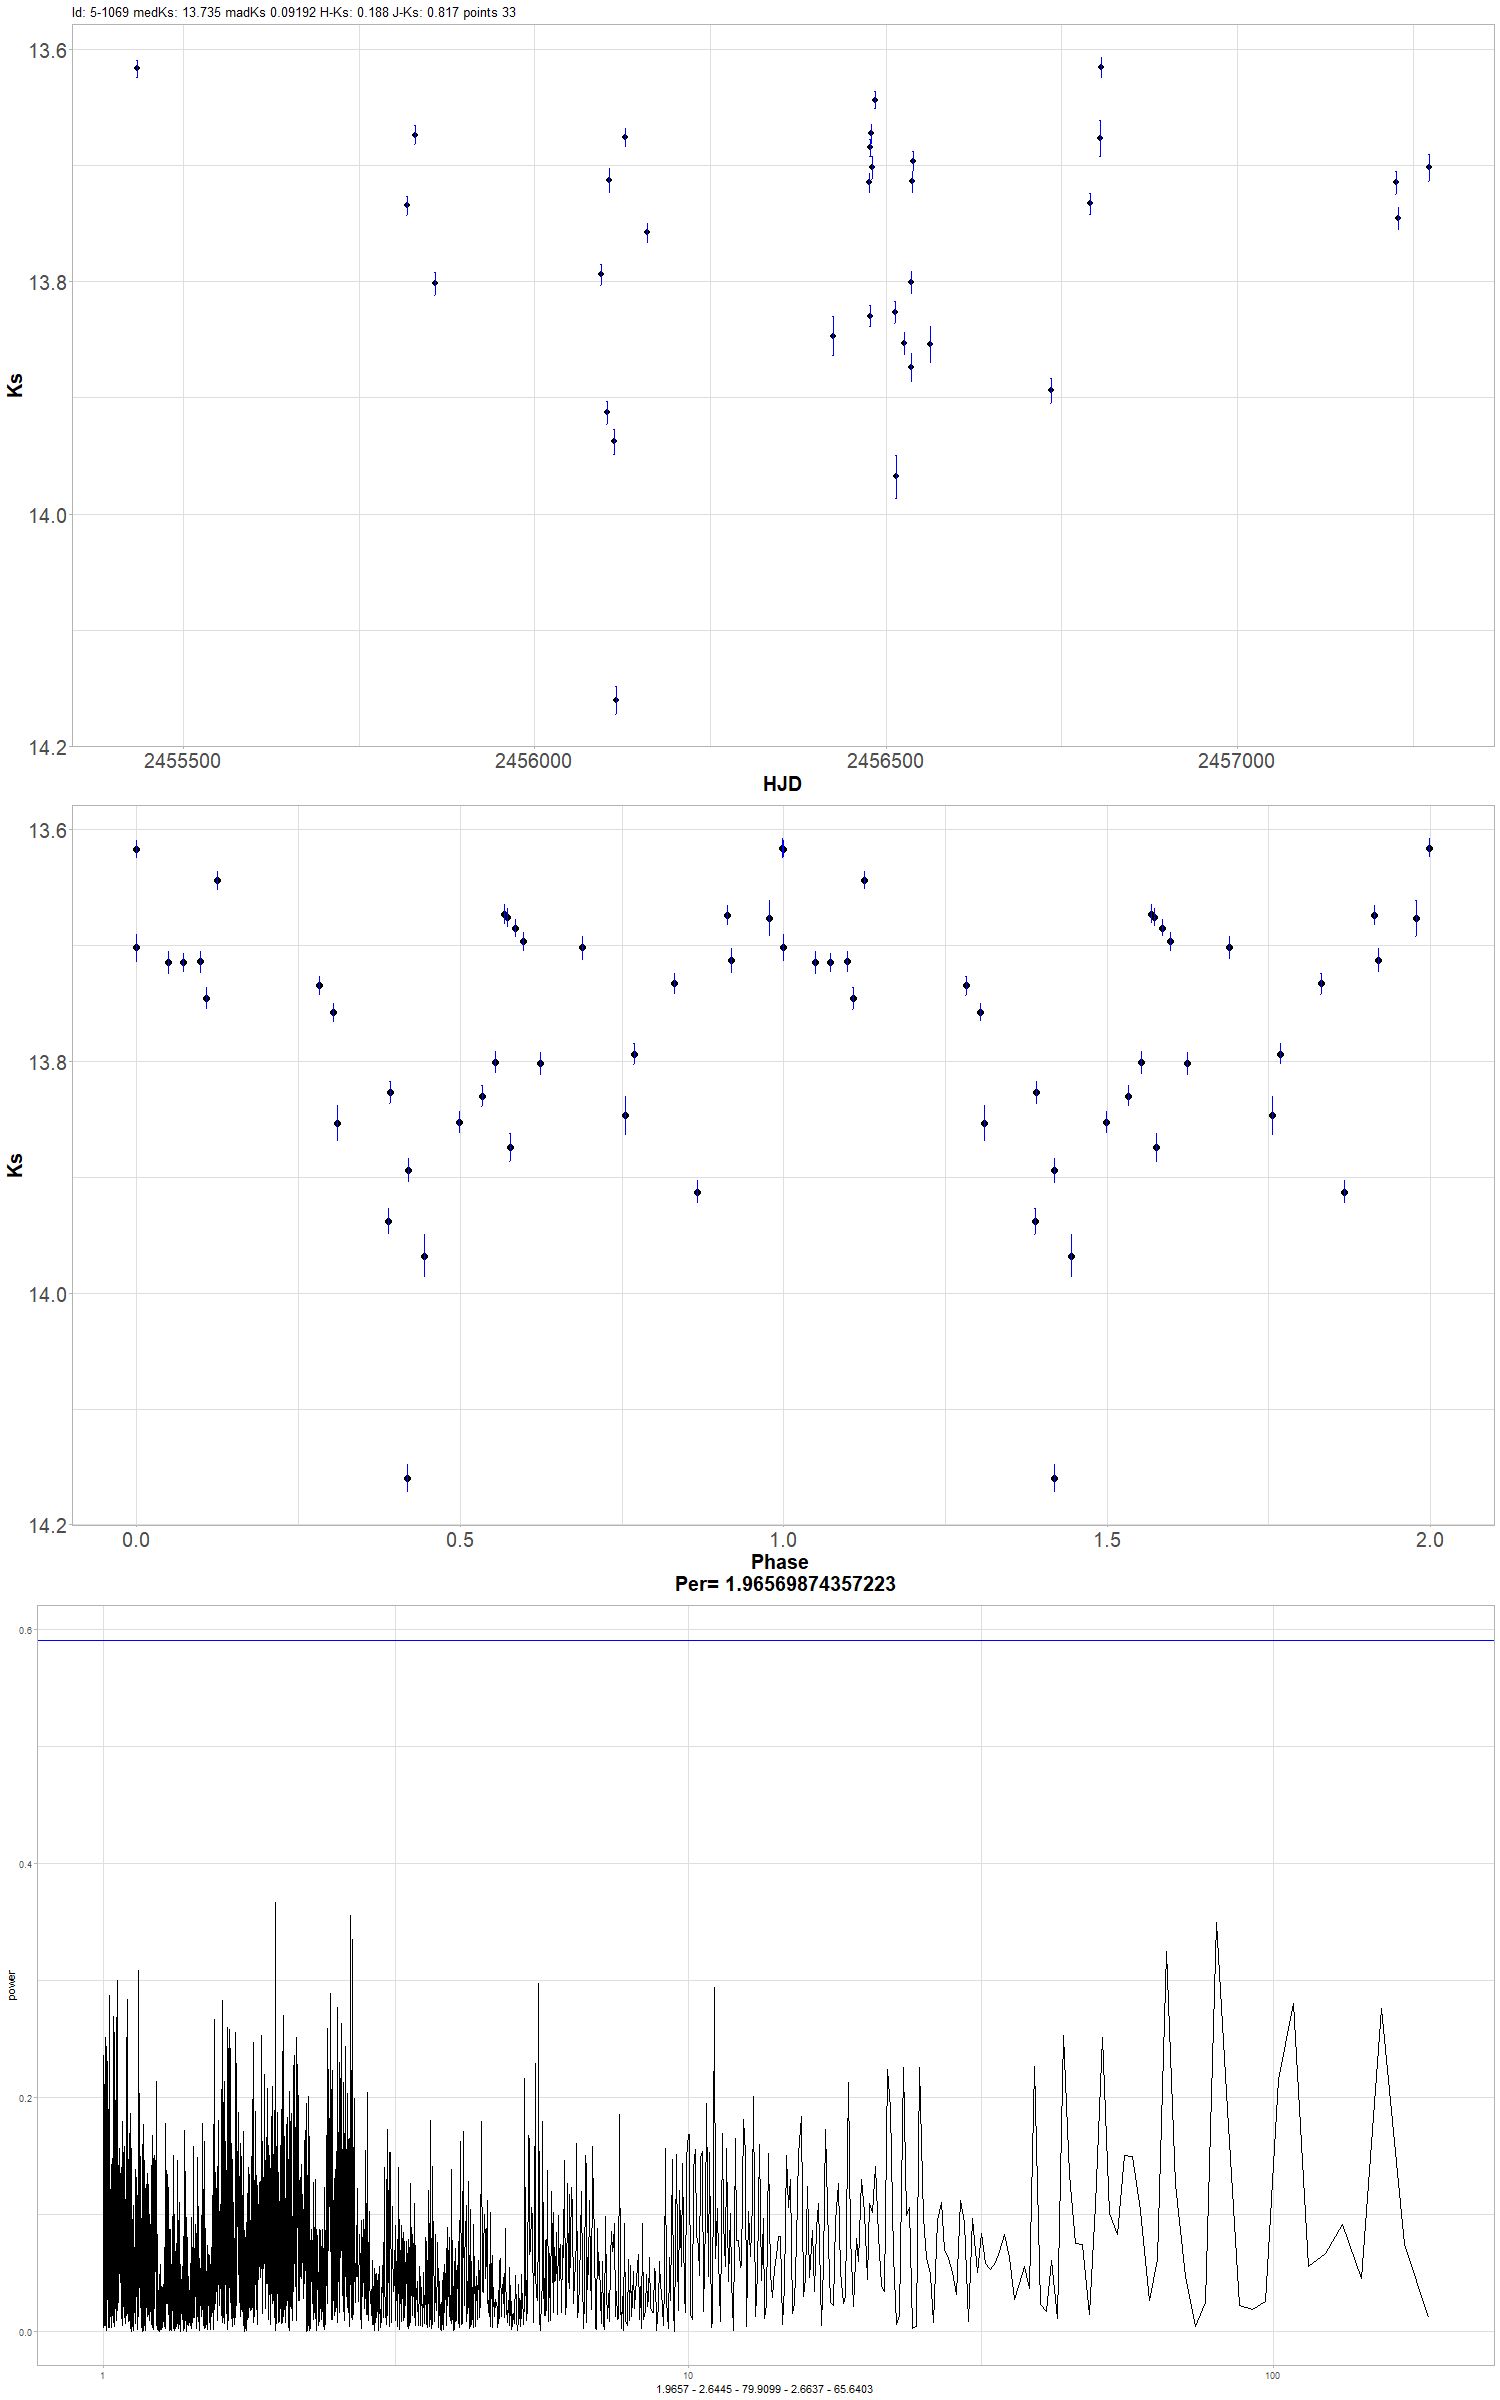 Id: 5-1069 medKs: 13.735 madKs 0.09192 H-Ks: 0.188 J-Ks: 0.817 points 33
13.6
13.8
Ks
14.0
14.2
2455500 2456000 2456500 2457000
HJD
13.6
13.8
Ks
14.0
14.2
0.0 0.5 1.0 1.5 2.0
Phase
Per= 1.96569874357223
0.6
0.4
power
0.2
0.0
1 10 100
1.9657 - 2.6445 - 79.9099 - 2.6637 - 65.6403